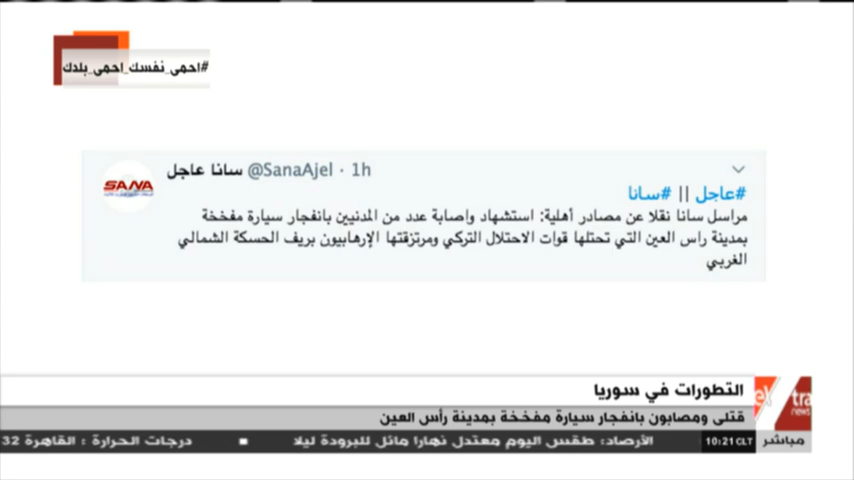 #احمى_نفسك_احمى_بلدك
سانا عاجل @SanaAjel · 1h
SANA
#عاجل || #سانا
مراسل سانا نقلا عن مصادر أهلية: استشهاد وإصابة عدد من المدنيين بانفجار سيارة مفخخة
بمدينة راس العين التي تحتلها قوات الاحتلال التركي ومرتزقتها الإرهابيون بريف الحسكة الشمالي
الغربي
التطورات في سوريا
قتلى ومصابون بانفجار سيارة مفخخة بمدينة رأس العين
extra news
مباشر
10:21 CLT
الأرصاد: طقس اليوم معتدل نهارا مائل للبرودة ليلا ■ درجات الحرارة : القاهرة 32